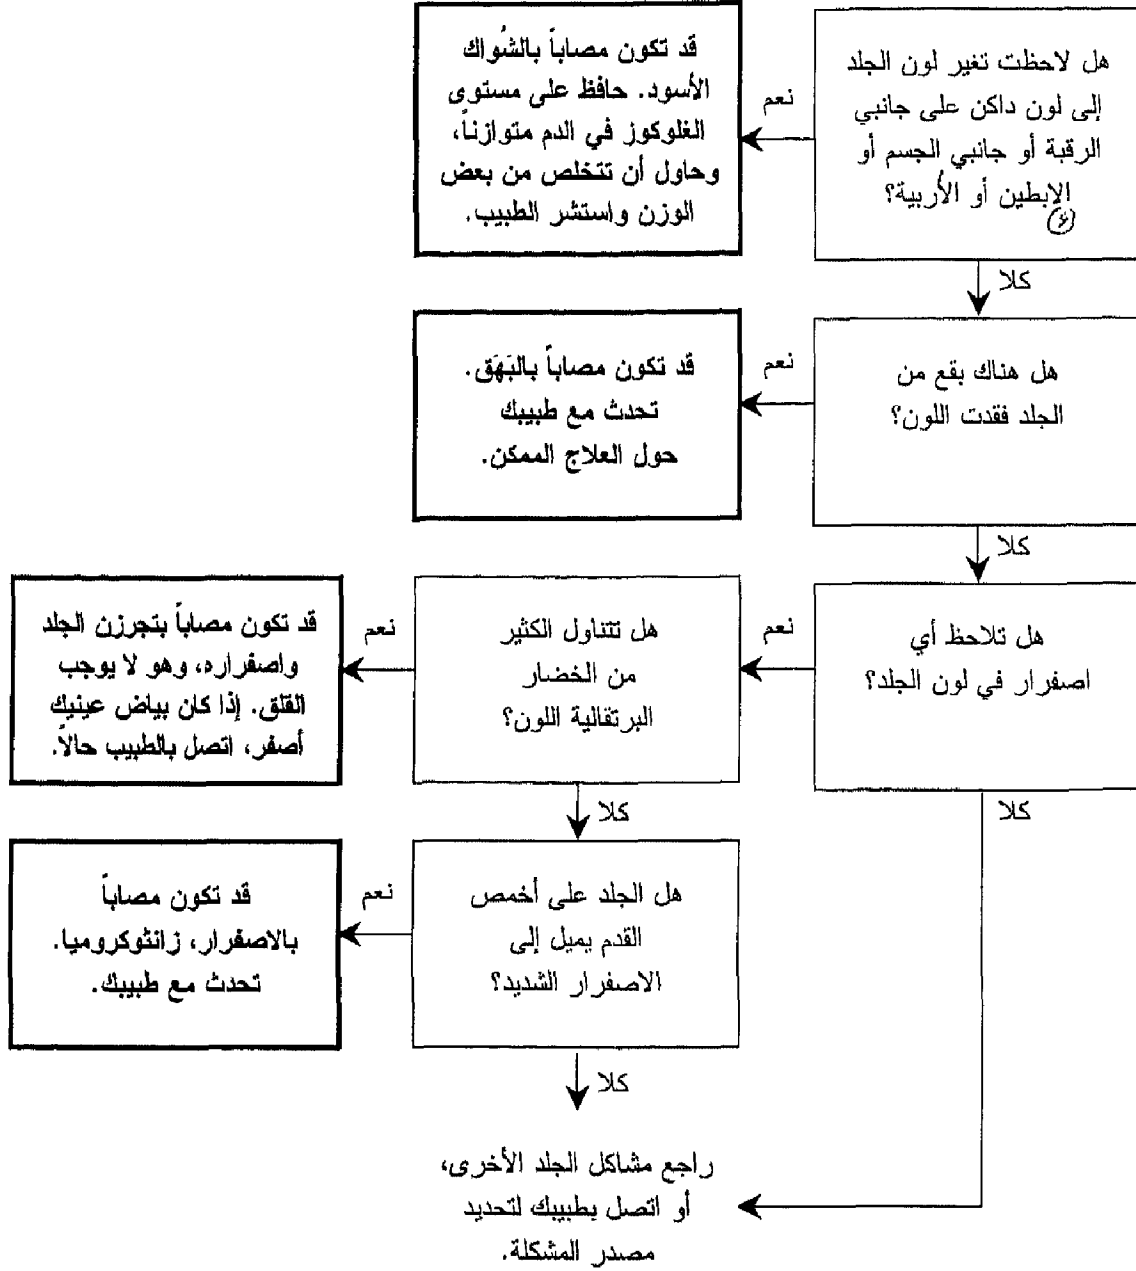 هل لاحظت تغير لون الجلد
إلى لون داكن على جانبي
الرقبة أو جانبي الجسم أو
الإبطين أو الأربية؟
نعم
قد تكون مصاباً بالشُواك
الأسود. حافظ على مستوى
الغلوكوز في الدم متوازناً،
وحاول أن تتخلص من بعض
الوزن واستشر الطبيب.
كلا
هل هناك بقع من
الجلد فقدت اللون؟
نعم
قد تكون مصاباً بالبَهَق.
تحدث مع طبيبك
حول العلاج الممكن.
كلا
هل تلاحظ أي
اصفرار في لون الجلد؟
نعم
هل تتناول الكثير
من الخضار
البرتقالية اللون؟
نعم
قد تكون مصاباً بتجرزن الجلد
واصفراره، وهو لا يوجب
القلق. إذا كان بياض عينيك
أصفر، اتصل بالطبيب حالاً.
كلا
كلا
هل الجلد على أخمص
القدم يميل إلى
الاصفرار الشديد؟
نعم
قد تكون مصاباً
بالاصفرار، زانثوكروميا.
تحدث مع طبيبك.
كلا
راجع مشاكل الجلد الأخرى،
أو اتصل بطبيبك لتحديد
مصدر المشكلة.